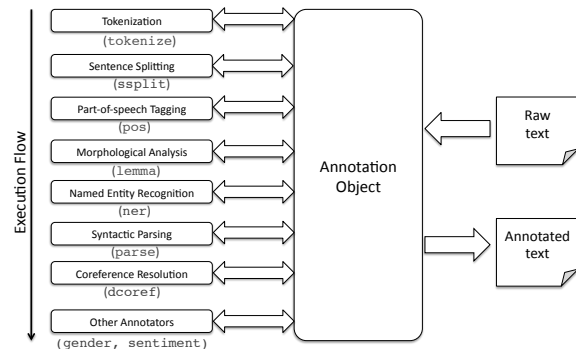 Execution Flow
Tokenization
(tokenize)
Sentence Splitting
(ssplit)
Part-of-speech Tagging
(pos)
Morphological Analysis
(lemma)
Named Entity Recognition
(ner)
Syntactic Parsing
(parse)
Coreference Resolution
(dcoref)
Other Annotators
(gender, sentiment)
Annotation
Object
Raw
text
Annotated
text